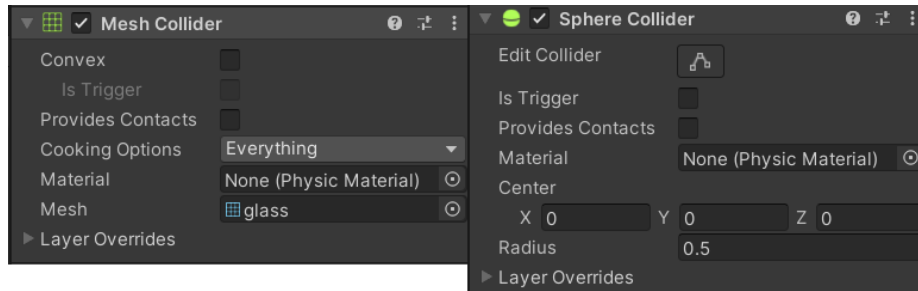 Mesh Collider
Convex
Is Trigger
Provides Contacts
Cooking Options Everything
Material None (Physic Material)
Mesh glass
Layer Overrides
Sphere Collider
Edit Collider
Is Trigger
Provides Contacts
Material None (Physic Material)
Center
X 0 Y 0 Z 0
Radius 0.5
Layer Overrides